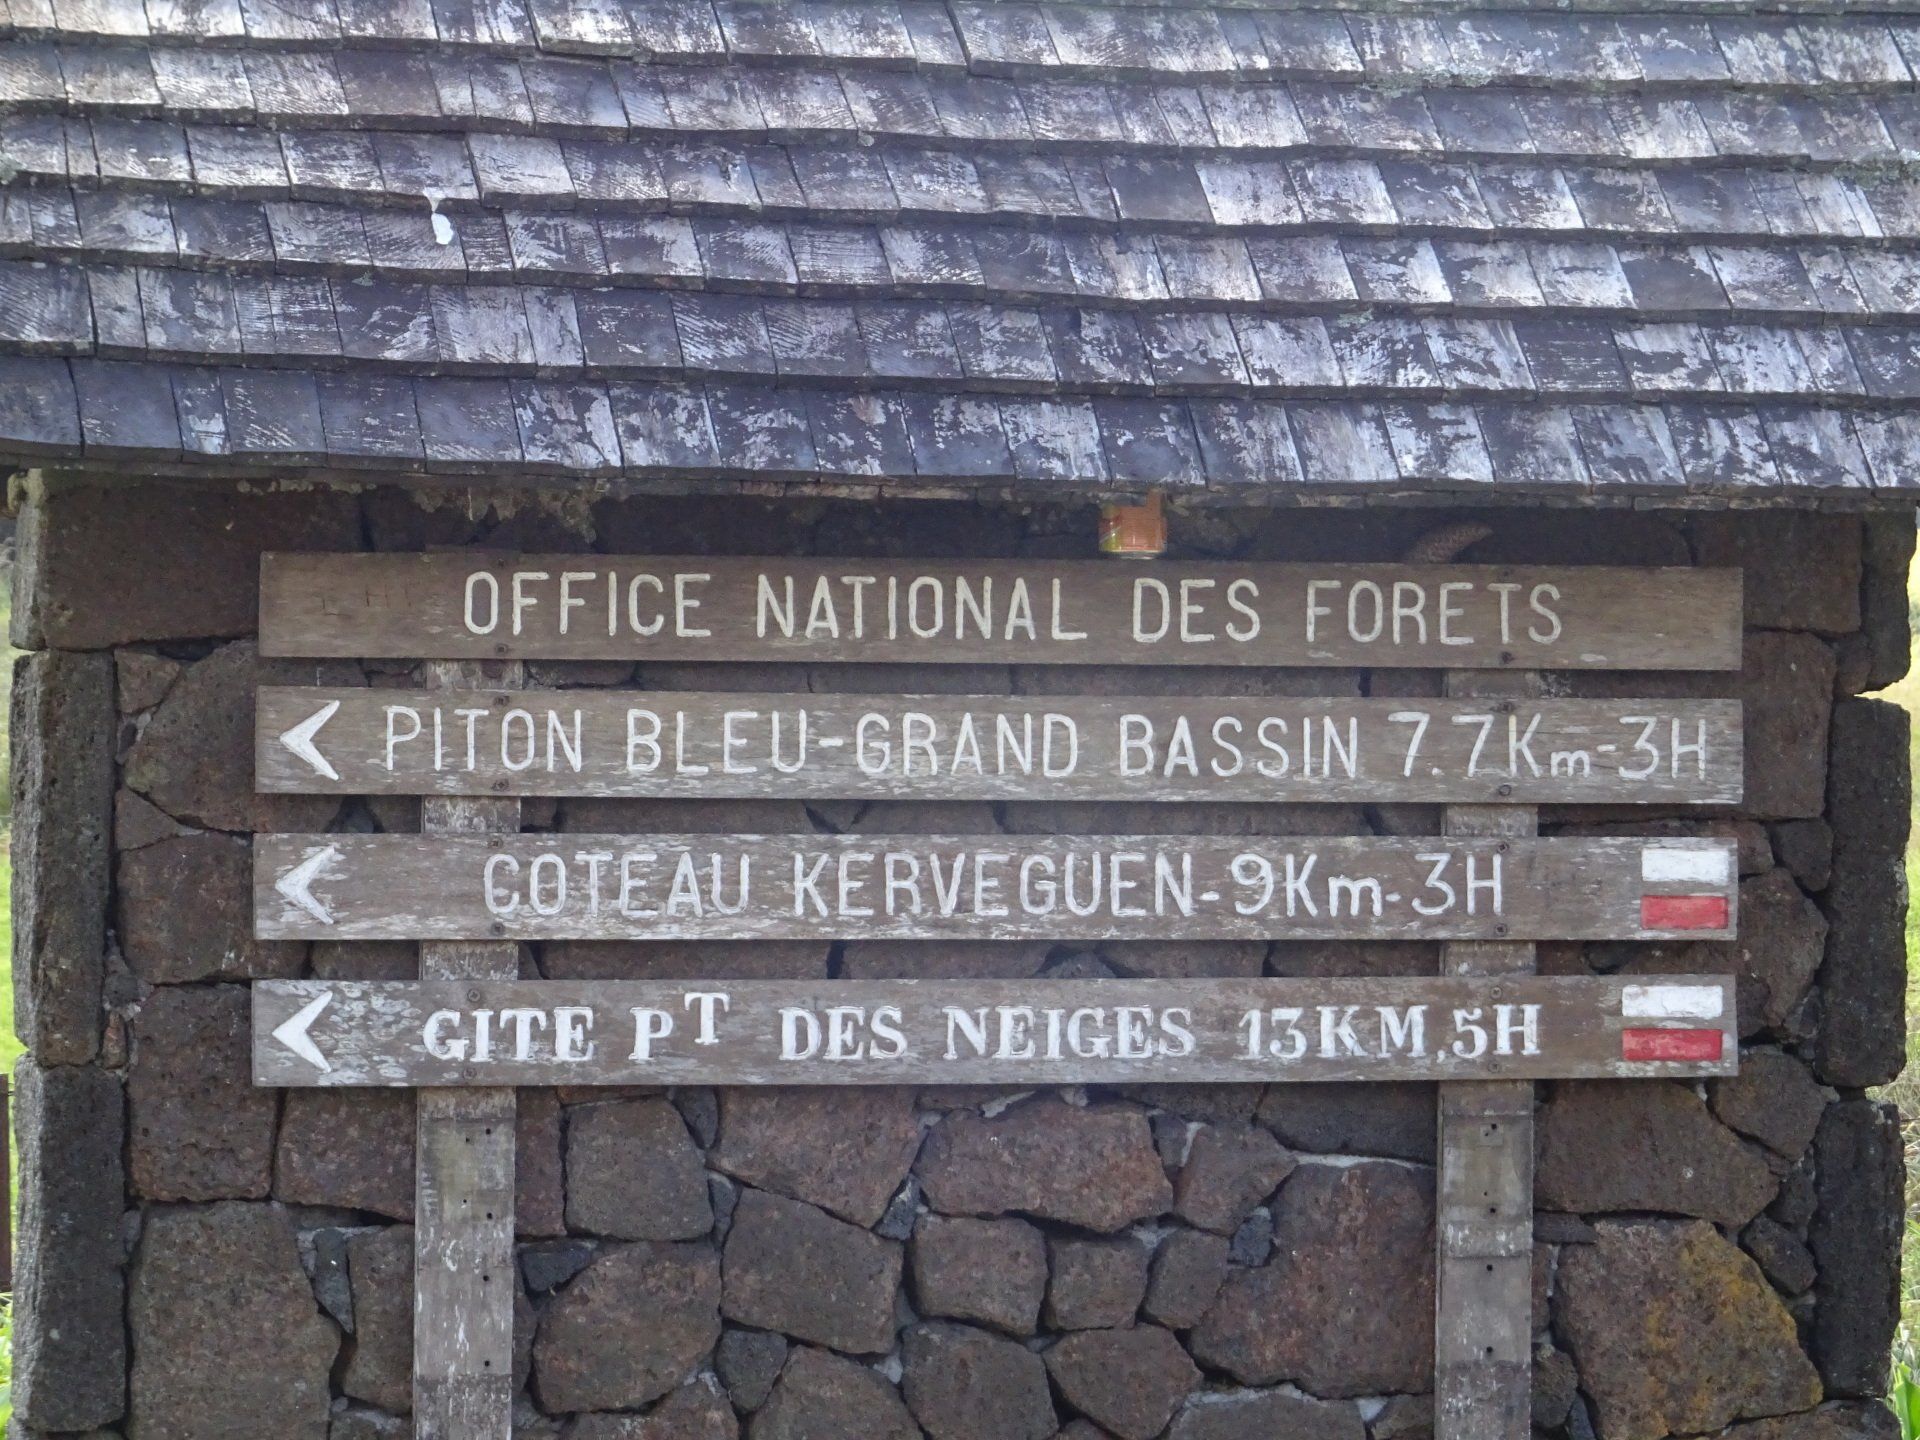 OFFICE NATIONAL DES FORETS
PITON BLEU-GRAND BASSIN 7.7Km-3H
COTEAU KERVEGUEN-9Km-3H
GITE PT DES NEIGES 13KM,5H